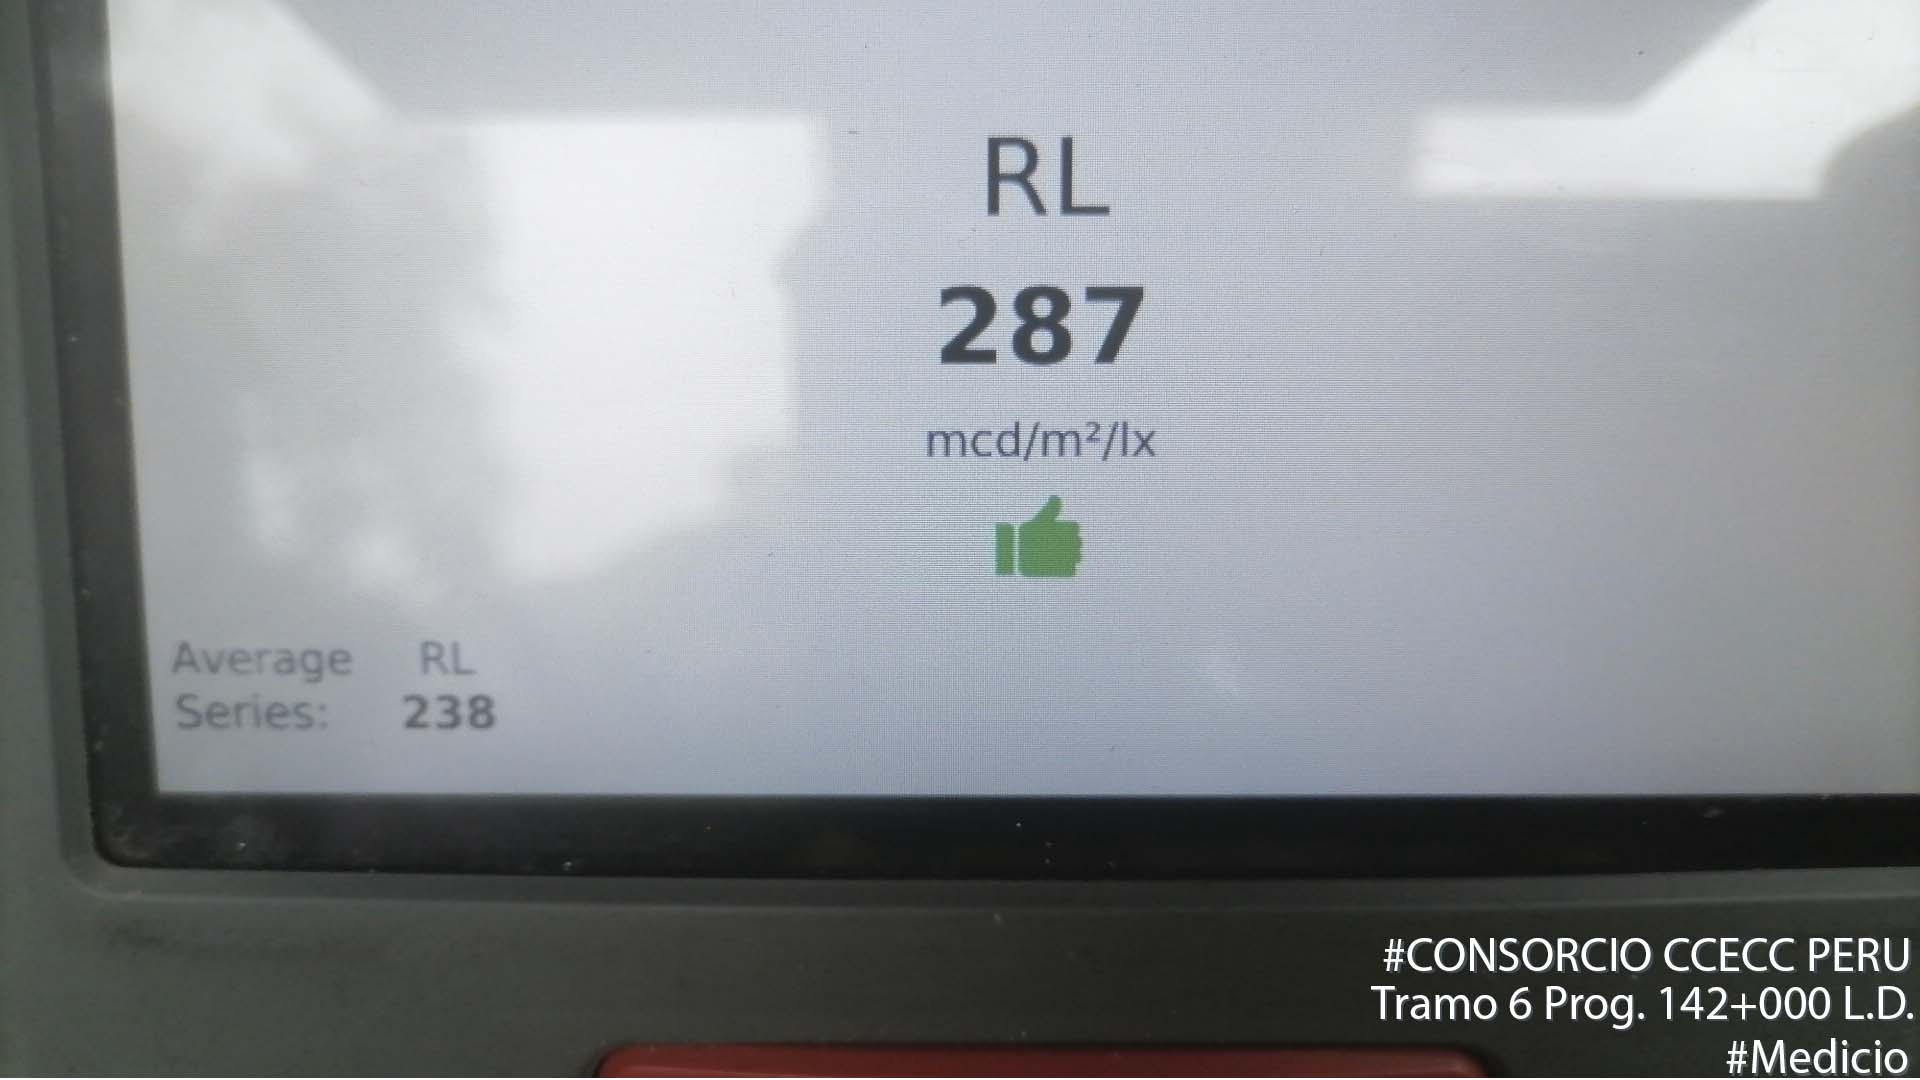 RL
287
mcd/m²/lx
Average RL
Series: 238
#CONSORCIO CCECC PERU
Tramo 6 Prog. 142+000 L.D.
#Medicio